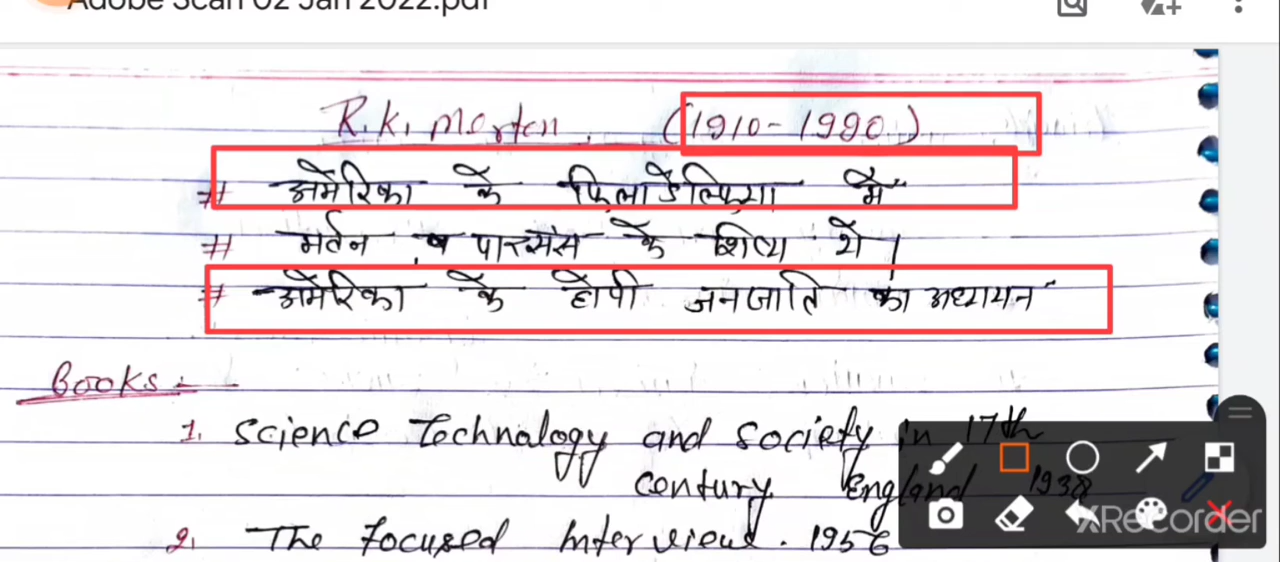 Adobe Scan 02 Jan 2022.pdf
R.K. Merton. (1910-1990)
# अमेरिका के फिलाडेल्फिया में
# मर्तन व पारसंस के शिष्य थे।
# अमेरिका के होपी जनजाति का अध्ययन
Books -
1. Science Technology and society in 17th
century England 1938
2. The Focused Interview. 1956
XRecorder